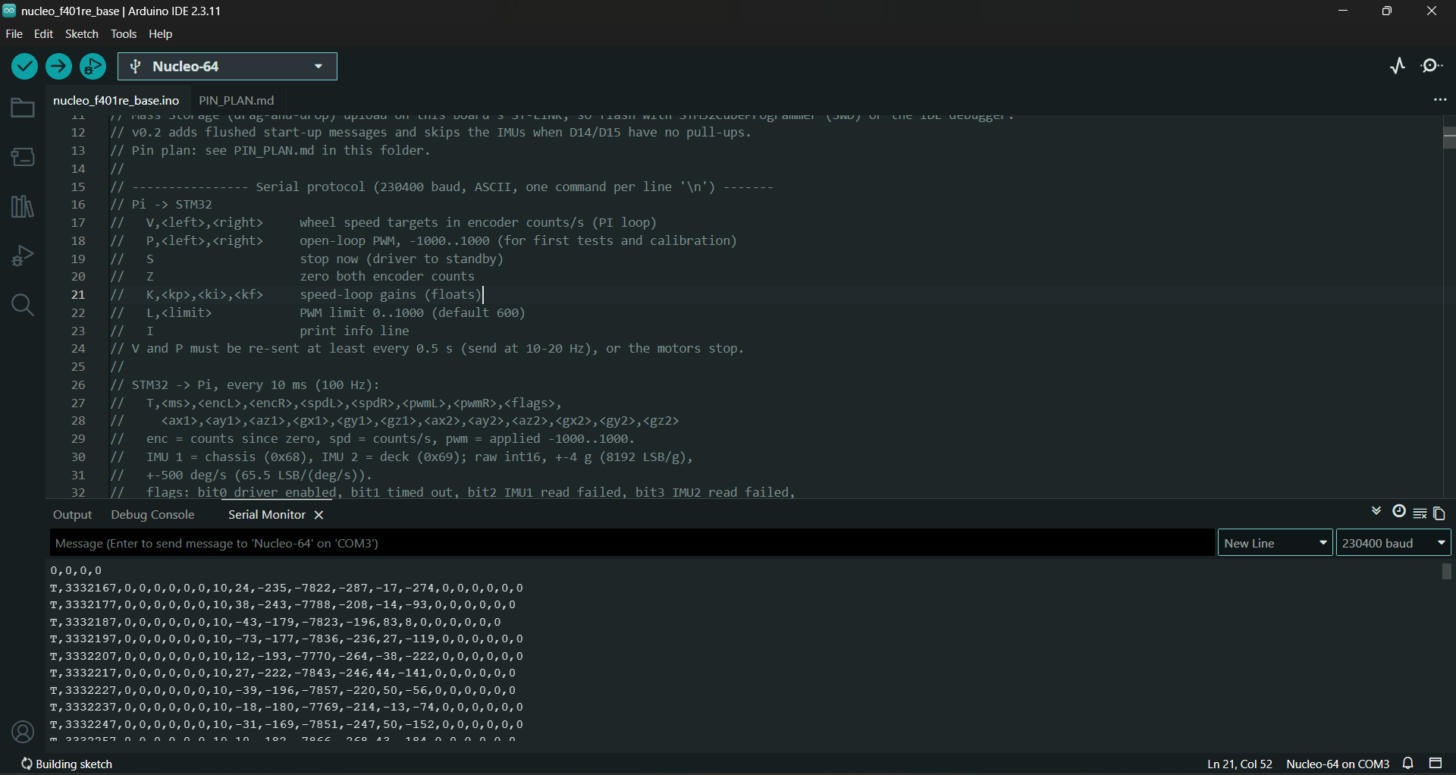 nucleo_f401re_base | Arduino IDE 2.3.11
File Edit Sketch Tools Help
Nucleo-64
nucleo_f401re_base.ino PIN_PLAN.md
11 // Mass Storage (drag-and-drop) upload on this board's ST-LINK, so flash with STM32CubeProgrammer (SWD) or the IDE debugger.
12 // v0.2 adds flushed start-up messages and skips the IMUs when D14/D15 have no pull-ups.
13 // Pin plan: see PIN_PLAN.md in this folder.
14 //
15 // ---------------- Serial protocol (230400 baud, ASCII, one command per line '\n') -------
16 // Pi -> STM32
17 // V,<left>,<right> wheel speed targets in encoder counts/s (PI loop)
18 // P,<left>,<right> open-loop PWM, -1000..1000 (for first tests and calibration)
19 // S stop now (driver to standby)
20 // Z zero both encoder counts
21 // K,<kp>,<ki>,<kf> speed-loop gains (floats)
22 // L,<limit> PWM limit 0..1000 (default 600)
23 // I print info line
24 // V and P must be re-sent at least every 0.5 s (send at 10-20 Hz), or the motors stop.
25 //
26 // STM32 -> Pi, every 10 ms (100 Hz):
27 // T,<ms>,<encL>,<encR>,<spdL>,<spdR>,<pwmL>,<pwmR>,<flags>,
28 // <ax1>,<ay1>,<az1>,<gx1>,<gy1>,<gz1>,<ax2>,<ay2>,<az2>,<gx2>,<gy2>,<gz2>
29 // enc = counts since zero, spd = counts/s, pwm = applied -1000..1000.
30 // IMU 1 = chassis (0x68), IMU 2 = deck (0x69); raw int16, +-4 g (8192 LSB/g),
31 // +-500 deg/s (65.5 LSB/(deg/s)).
32 // flags: bit0 driver enabled, bit1 timed out, bit2 IMU1 read failed, bit3 IMU2 read failed,
Output Debug Console Serial Monitor
Message (Enter to send message to 'Nucleo-64' on 'COM3')
New Line
230400 baud
0,0,0,0
T,3332167,0,0,0,0,0,0,10,24,-235,-7822,-287,-17,-274,0,0,0,0,0,0
T,3332177,0,0,0,0,0,0,10,38,-243,-7788,-208,-14,-93,0,0,0,0,0,0
T,3332187,0,0,0,0,0,0,10,-43,-179,-7823,-196,83,8,0,0,0,0,0,0
T,3332197,0,0,0,0,0,0,10,-73,-177,-7836,-236,27,-119,0,0,0,0,0,0
T,3332207,0,0,0,0,0,0,10,12,-193,-7770,-264,-38,-222,0,0,0,0,0,0
T,3332217,0,0,0,0,0,0,10,27,-222,-7843,-246,44,-141,0,0,0,0,0,0
T,3332227,0,0,0,0,0,0,10,-39,-196,-7857,-220,50,-56,0,0,0,0,0,0
T,3332237,0,0,0,0,0,0,10,-18,-180,-7769,-214,-13,-74,0,0,0,0,0,0
T,3332247,0,0,0,0,0,0,10,-31,-169,-7851,-247,50,-152,0,0,0,0,0,0
Building sketch
Ln 21, Col 52 Nucleo-64 on COM3